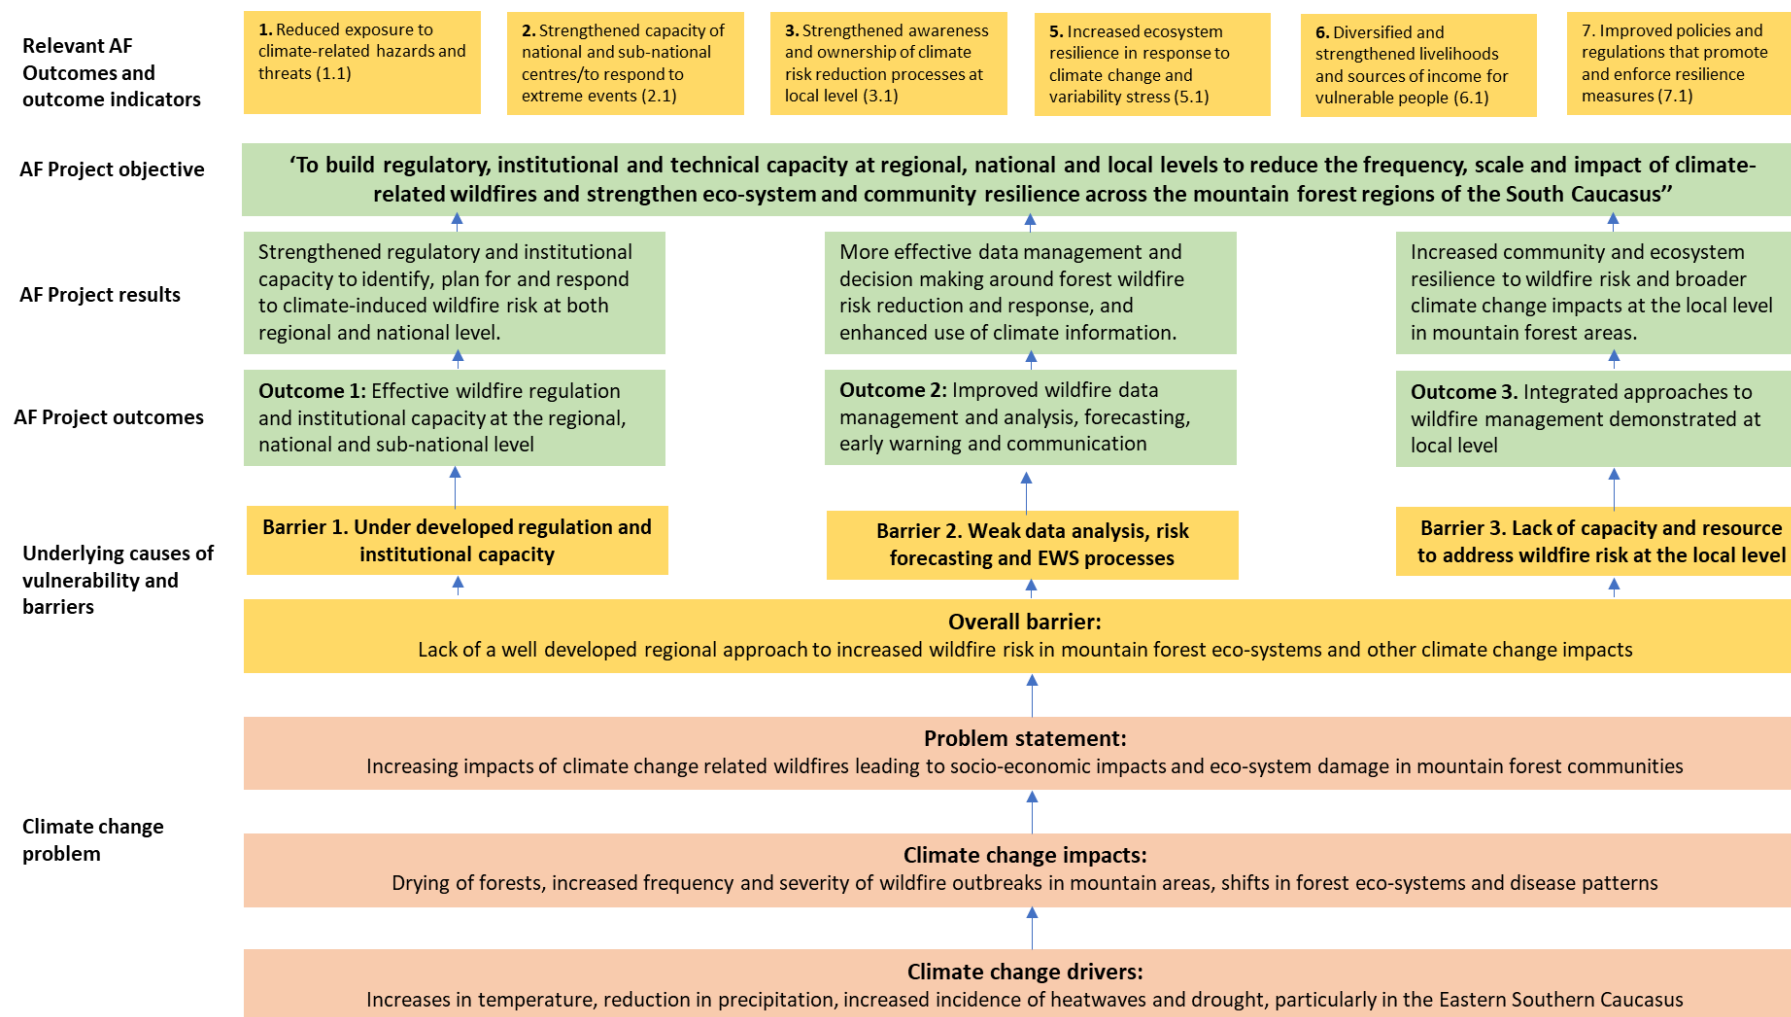 Relevant AF
Outcomes and
outcome indicators
1. Reduced exposure to
climate-related hazards and
threats (1.1)
2. Strengthened capacity of
national and sub-national
centres/to respond to
extreme events (2.1)
3. Strengthened awareness
and ownership of climate
risk reduction processes at
local level (3.1)
5. Increased ecosystem
resilience in response to
climate change and
variability stress (5.1)
6. Diversified and
strengthened livelihoods
and sources of income for
vulnerable people (6.1)
7. Improved policies and
regulations that promote
and enforce resilience
measures (7.1)
AF Project objective
‘To build regulatory, institutional and technical capacity at regional, national and local levels to reduce the frequency, scale and impact of climate-
related wildfires and strengthen eco-system and community resilience across the mountain forest regions of the South Caucasus’’
AF Project results
Strengthened regulatory and institutional
capacity to identify, plan for and respond
to climate-induced wildfire risk at both
regional and national level.
More effective data management and
decision making around forest wildfire
risk reduction and response, and
enhanced use of climate information.
Increased community and ecosystem
resilience to wildfire risk and broader
climate change impacts at the local level
in mountain forest areas.
AF Project outcomes
Outcome 1: Effective wildfire regulation
and institutional capacity at the regional,
national and sub-national level
Outcome 2: Improved wildfire data
management and analysis, forecasting,
early warning and communication
Outcome 3. Integrated approaches to
wildfire management demonstrated at
local level
Underlying causes of
vulnerability and
barriers
Barrier 1. Under developed regulation and
institutional capacity
Barrier 2. Weak data analysis, risk
forecasting and EWS processes
Barrier 3. Lack of capacity and resource
to address wildfire risk at the local level
Overall barrier:
Lack of a well developed regional approach to increased wildfire risk in mountain forest eco-systems and other climate change impacts
Climate change
problem
Problem statement:
Increasing impacts of climate change related wildfires leading to socio-economic impacts and eco-system damage in mountain forest communities
Climate change impacts:
Drying of forests, increased frequency and severity of wildfire outbreaks in mountain areas, shifts in forest eco-systems and disease patterns
Climate change drivers:
Increases in temperature, reduction in precipitation, increased incidence of heatwaves and drought, particularly in the Eastern Southern Caucasus